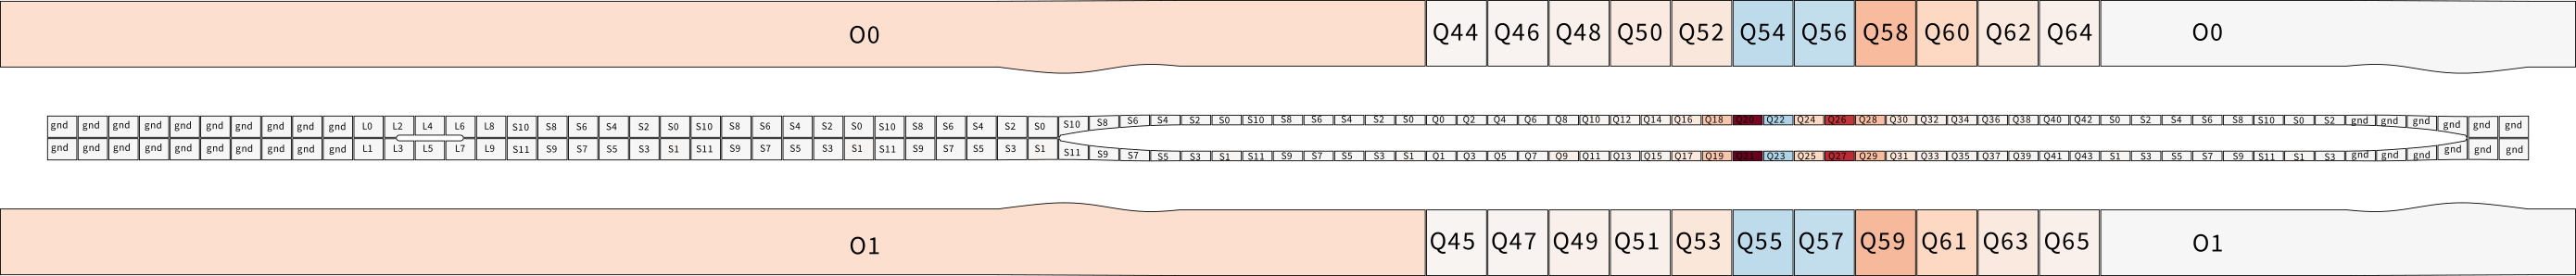 O0 Q44 Q46 Q48 Q50 Q52 Q54 Q56 Q58 Q60 Q62 Q64 O0
gnd gnd gnd gnd gnd gnd gnd gnd gnd gnd L0 L2 L4 L6 L8 S10 S8 S6 S4 S2 S0 S10 S8 S6 S4 S2 S0 S10 S8 S6 S4 S2 S0 S10 S8 S6 S4 S2 S0 S10 S8 S6 S4 S2 S0 Q0 Q2 Q4 Q6 Q8 Q10 Q12 Q14 Q16 Q18 Q20 Q22 Q24 Q26 Q28 Q30 Q32 Q34 Q36 Q38 Q40 Q42 S0 S2 S4 S6 S8 S10 S0 S2 gnd gnd gnd gnd gnd gnd
gnd gnd gnd gnd gnd gnd gnd gnd gnd gnd L1 L3 L5 L7 L9 S11 S9 S7 S5 S3 S1 S11 S9 S7 S5 S3 S1 S11 S9 S7 S5 S3 S1 S11 S9 S7 S5 S3 S1 S11 S9 S7 S5 S3 S1 Q1 Q3 Q5 Q7 Q9 Q11 Q13 Q15 Q17 Q19 Q21 Q23 Q25 Q27 Q29 Q31 Q33 Q35 Q37 Q39 Q41 Q43 S1 S3 S5 S7 S9 S11 S1 S3 gnd gnd gnd gnd gnd gnd
O1 Q45 Q47 Q49 Q51 Q53 Q55 Q57 Q59 Q61 Q63 Q65 O1